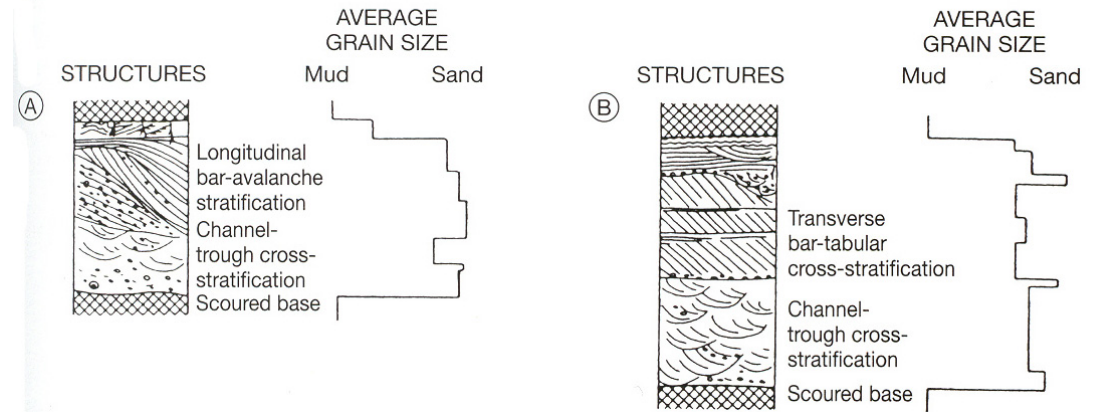 AVERAGE
GRAIN SIZE
STRUCTURES
Mud
Sand
A
Longitudinal
bar-avalanche
stratification
Channel-
trough cross-
stratification
Scoured base
AVERAGE
GRAIN SIZE
STRUCTURES
Mud
Sand
B
Transverse
bar-tabular
cross-stratification
Channel-
trough cross-
stratification
Scoured base